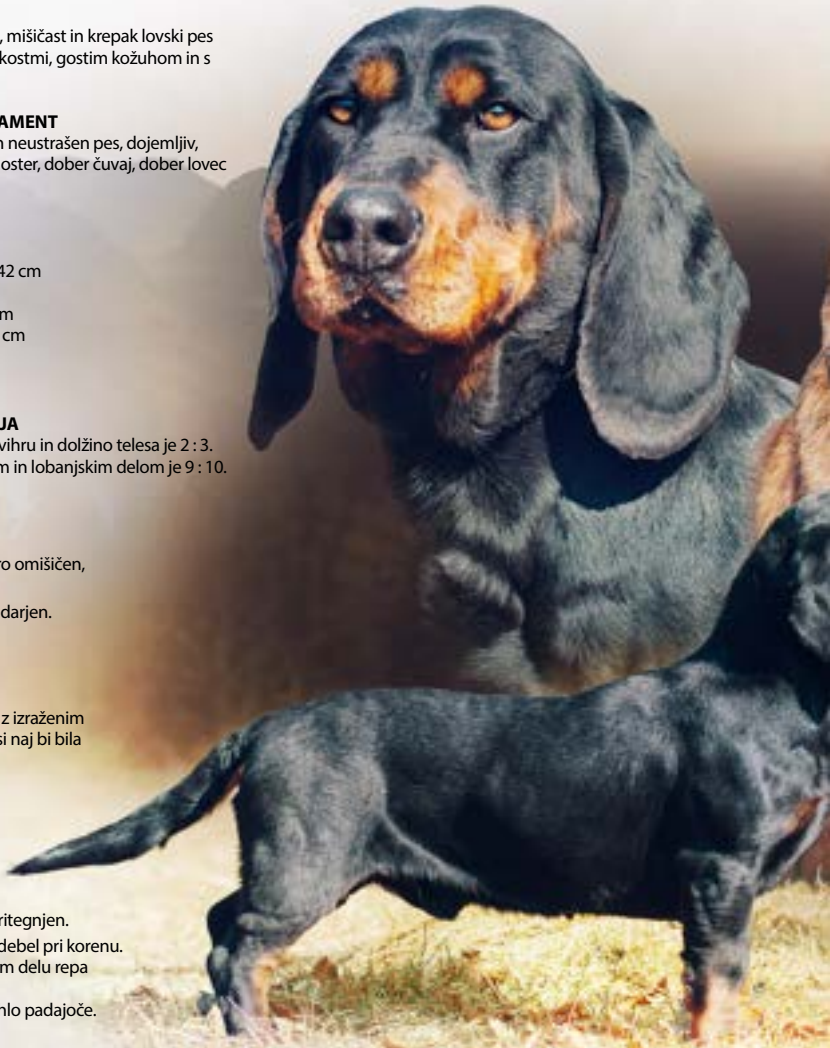 , mišičast in krepak lovski pes
kostmi, gostim kožuhom in s
AMENT
neustrašen pes, dojemljiv,
oster, dober čuvaj, dober lovec
42 cm
m
cm
JA
vihru in dolžino telesa je 2 : 3.
m in lobanjskim delom je 9 : 10.
ro omišičen,
darjen.
z izraženim
si naj bi bila
ritegnjen.
debel pri korenu.
m delu repa
hlo padajoče.